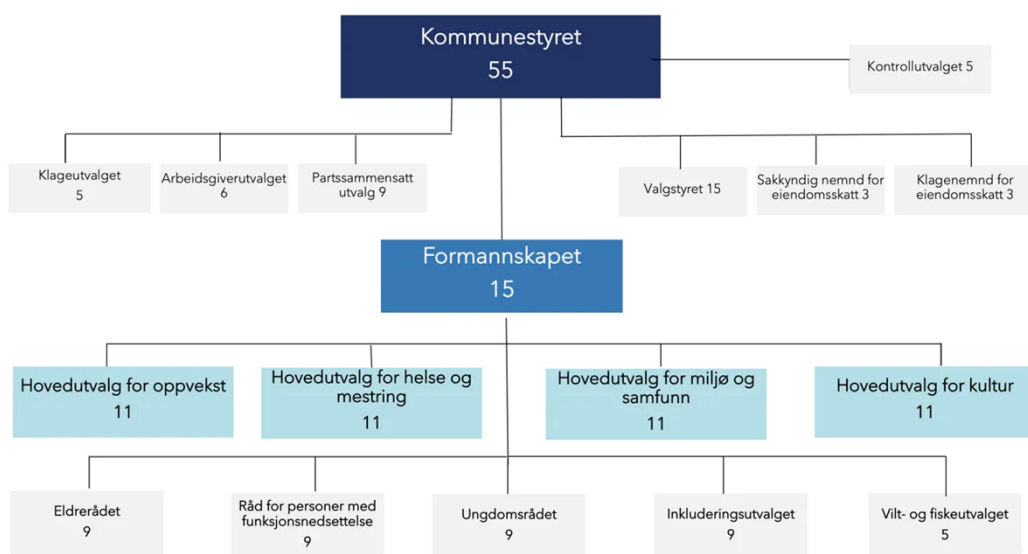 Kommunestyret
55
Kontrollutvalget 5
Klageutvalget
5
Arbeidsgiverutvalget
6
Partssammensatt
utvalg 9
Valgstyret 15
Sakkyndig nemnd for
eiendomsskatt 3
Klagenemnd for
eiendomsskatt 3
Formannskapet
15
Hovedutvalg for oppvekst
11
Hovedutvalg for helse og
mestring
11
Hovedutvalg for miljø og
samfunn
11
Hovedutvalg for kultur
11
Eldrerådet
9
Råd for personer med
funksjonsnedsettelse
9
Ungdomsrådet
9
Inkluderingsutvalget
9
Vilt- og fiskeutvalget
5